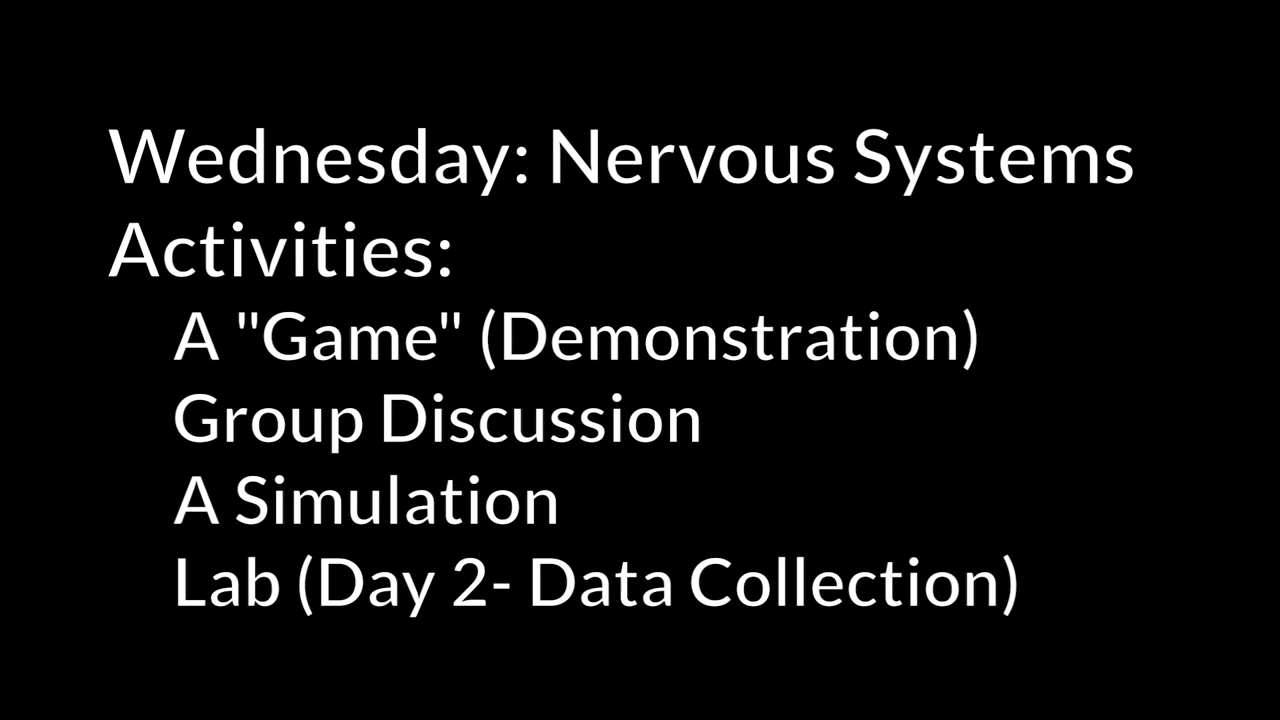 Wednesday: Nervous Systems
Activities:
A "Game" (Demonstration)
Group Discussion
A Simulation
Lab (Day 2- Data Collection)